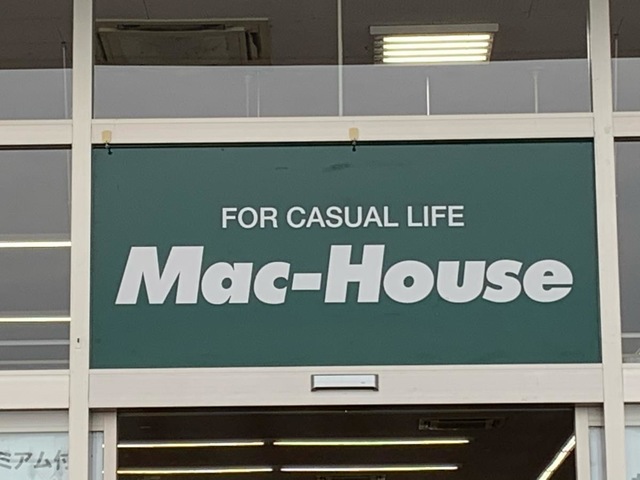 FOR CASUAL LIFE
Mac-House
ミアム付